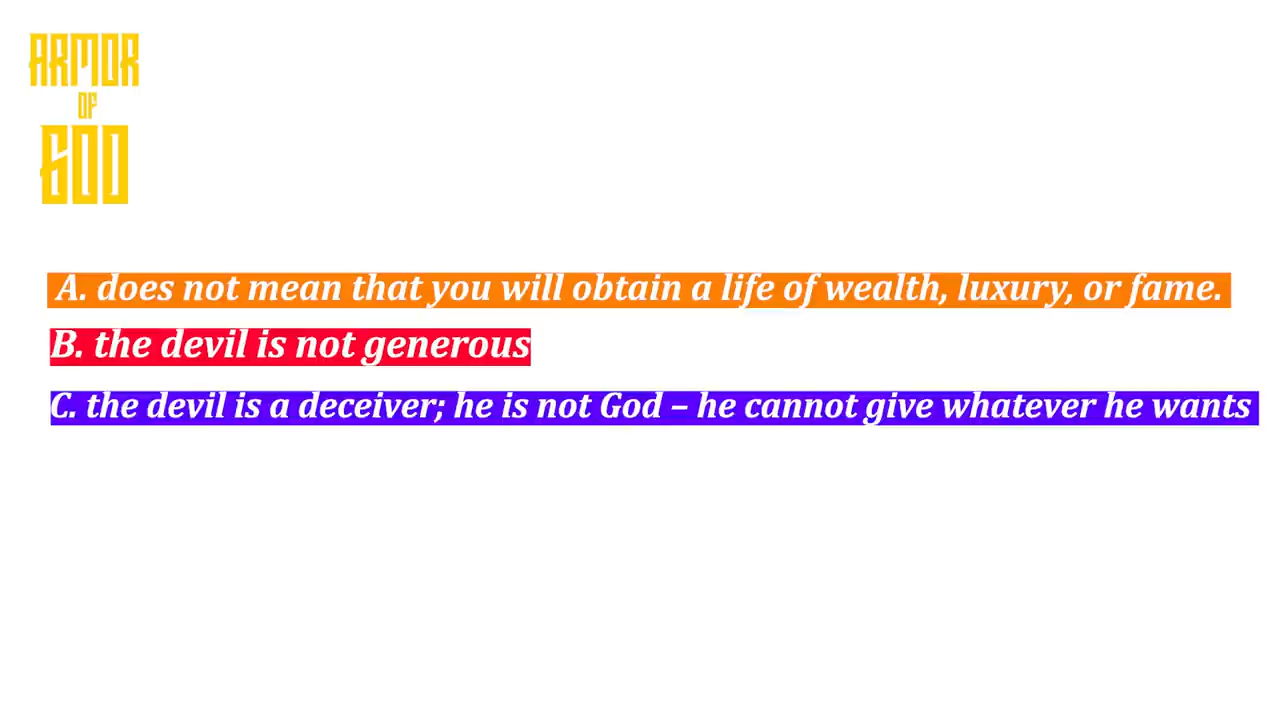 ARMOR
OF
GOD
A. does not mean that you will obtain a life of wealth, luxury, or fame.
B. the devil is not generous
C. the devil is a deceiver; he is not God – he cannot give whatever he wants